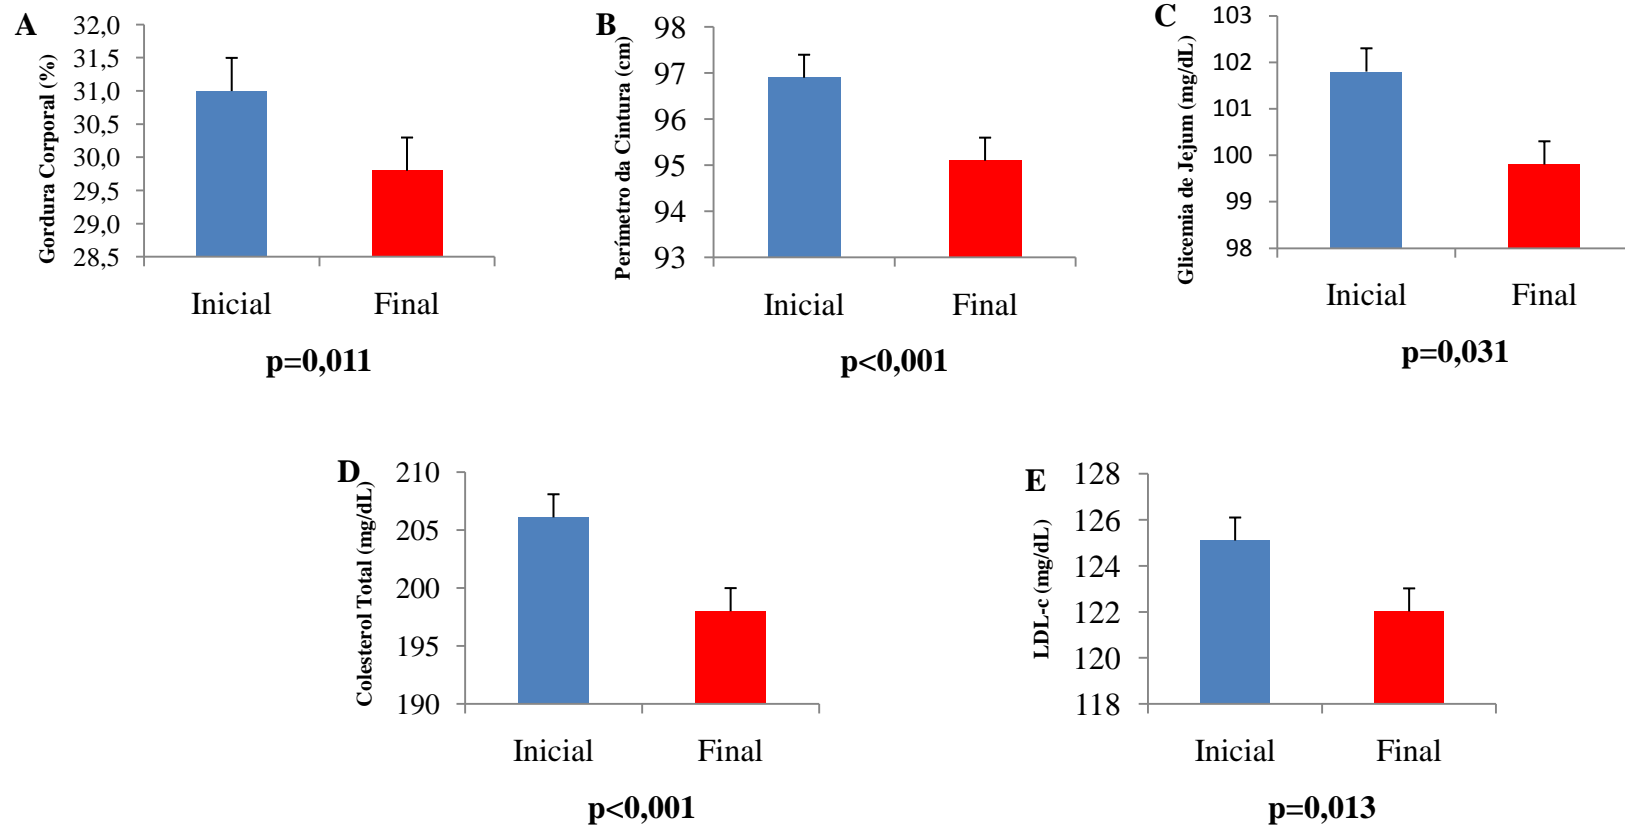 A
Gordura Corporal (%)
32,0
31,5
31,0
30,5
30,0
29,5
29,0
28,5
Inicial Final
p=0,011
B
Perímetro da Cintura (cm)
98
97
96
95
94
93
Inicial Final
p<0,001
C
Glicemia de Jejum (mg/dL)
103
102
101
100
99
98
Inicial Final
p=0,031
D
Colesterol Total (mg/dL)
210
205
200
195
190
Inicial Final
p<0,001
E
LDL-c (mg/dL)
128
126
124
122
120
118
Inicial Final
p=0,013